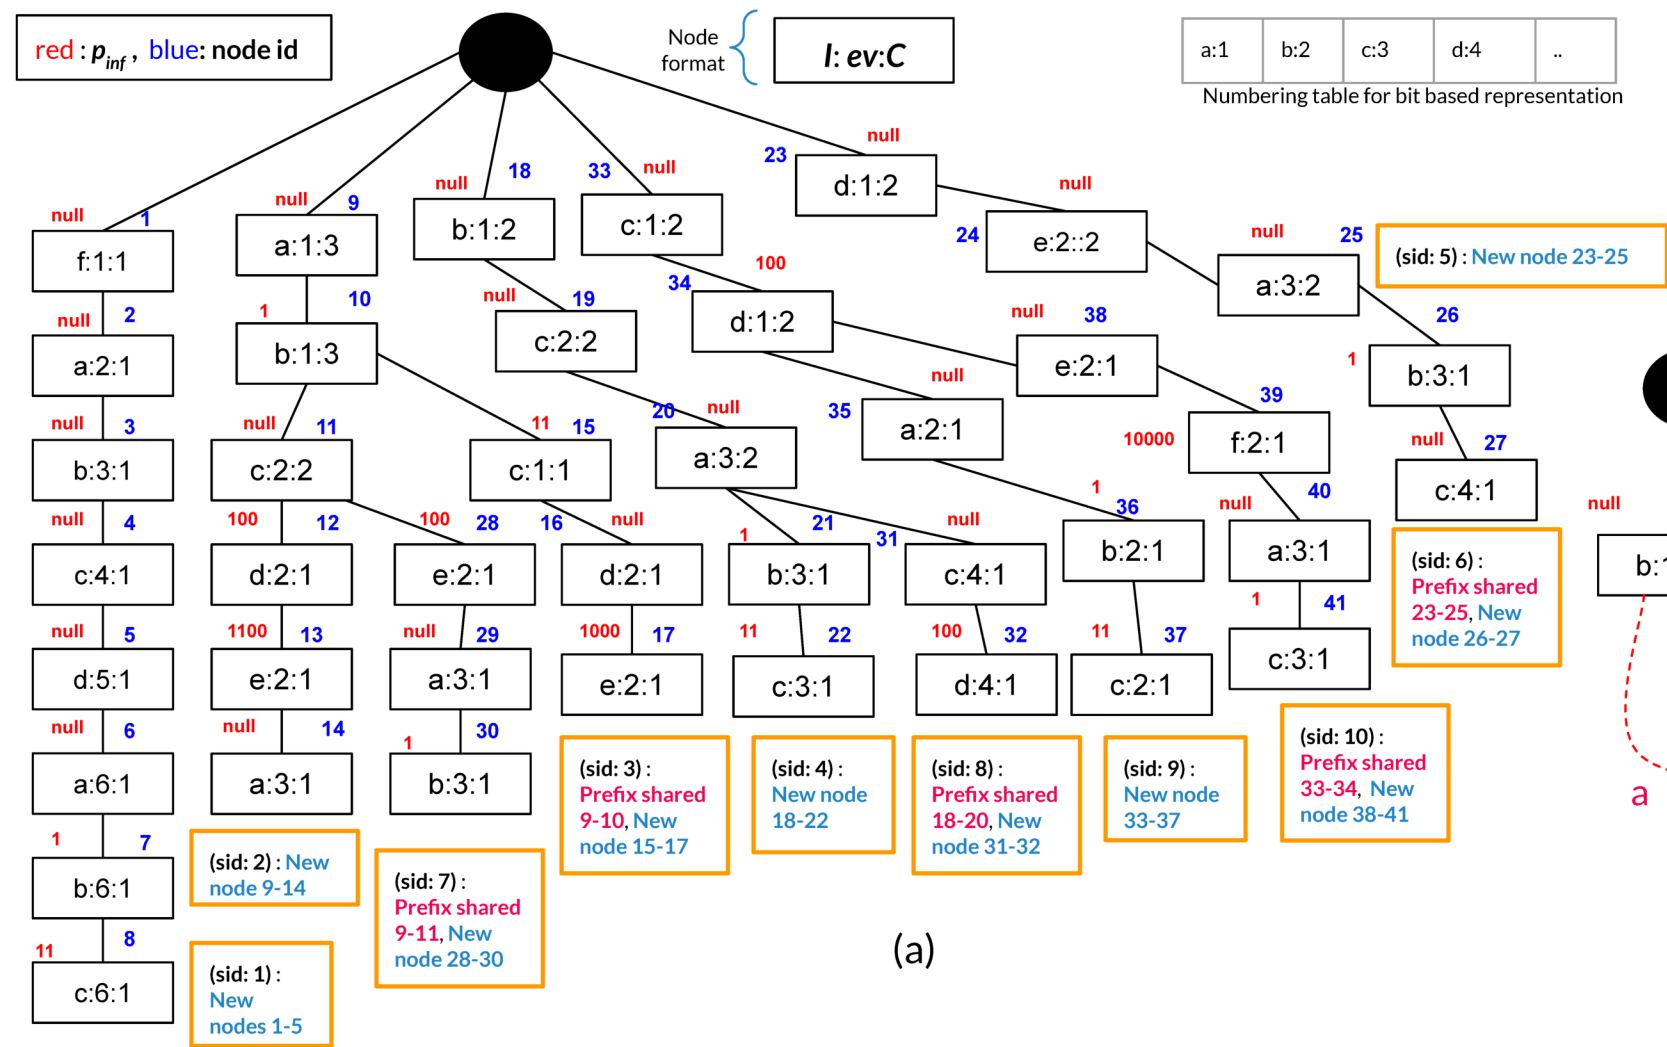 red : p_inf , blue: node id
Node
format
I: ev:C
a:1 b:2 c:3 d:4 ..
Numbering table for bit based representation
null 1
f:1:1
null 2
a:2:1
null 3
b:3:1
null 4
c:4:1
null 5
d:5:1
null 6
a:6:1
1 7
b:6:1
11 8
c:6:1
null 9
a:1:3
1 10
b:1:3
null 11
c:2:2
100 12
d:2:1
1100 13
e:2:1
null 14
a:3:1
100 28
e:2:1
null 29
a:3:1
1 30
b:3:1
11 15
c:1:1
16 null
d:2:1
1000 17
e:2:1
null 18
b:1:2
null 19
c:2:2
20 null
a:3:2
1 21
b:3:1
11 22
c:3:1
31 null
c:4:1
100 32
d:4:1
33 null
c:1:2
34 100
d:1:2
35 null
a:2:1
1 36
b:2:1
11 37
c:2:1
null 38
e:2:1
10000 39
f:2:1
null 40
a:3:1
1 41
c:3:1
23 null
d:1:2
24 null
e:2::2
null 25
a:3:2
1 26
b:3:1
null 27
c:4:1
(sid: 5) : New node 23-25
(sid: 6) :
Prefix shared
23-25, New
node 26-27
(sid: 2) : New
node 9-14
(sid: 1) :
New
nodes 1-5
(sid: 7) :
Prefix shared
9-11, New
node 28-30
(sid: 3) :
Prefix shared
9-10, New
node 15-17
(sid: 4) :
New node
18-22
(sid: 8) :
Prefix shared
18-20, New
node 31-32
(sid: 9) :
New node
33-37
(sid: 10) :
Prefix shared
33-34, New
node 38-41
null
a
(a)